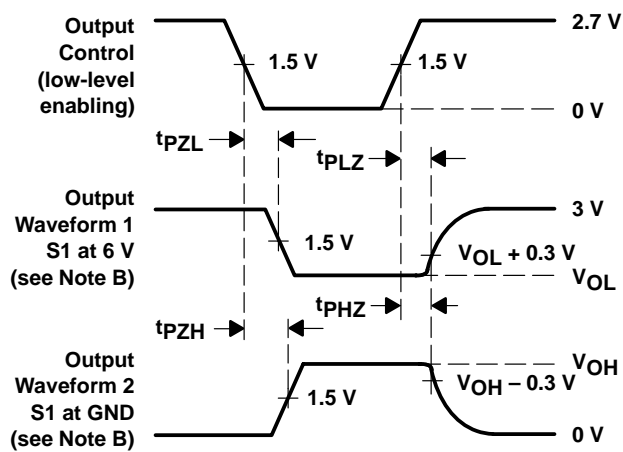 Output
Control
(low-level
enabling)
1.5 V
1.5 V
2.7 V
0 V
tPZL
tPLZ
Output
Waveform 1
S1 at 6 V
(see Note B)
1.5 V
3 V
VOL + 0.3 V
VOL
tPHZ
tPZH
Output
Waveform 2
S1 at GND
(see Note B)
1.5 V
VOH
VOH – 0.3 V
0 V